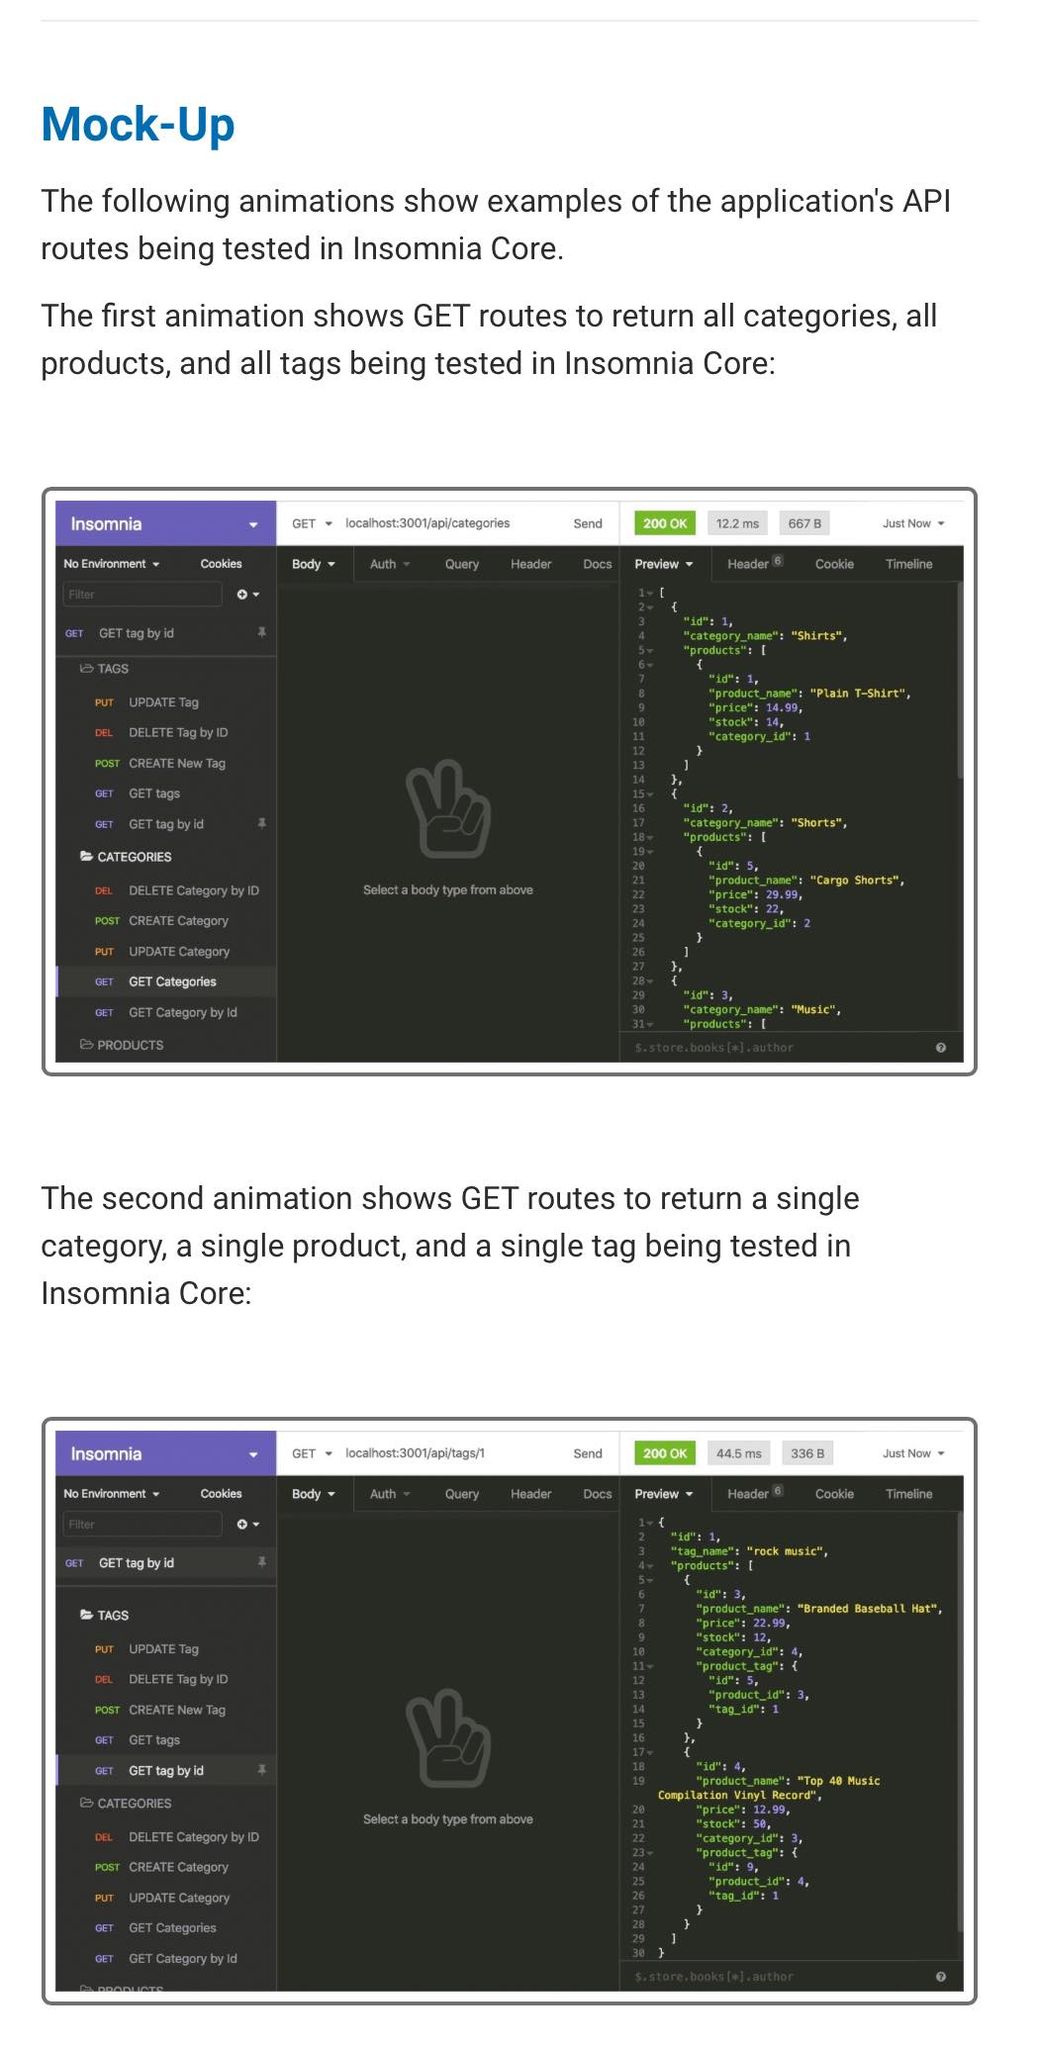 Mock-Up
The following animations show examples of the application's API
routes being tested in Insomnia Core.
The first animation shows GET routes to return all categories, all
products, and all tags being tested in Insomnia Core:
Insomnia
GET localhost:3001/api/categories Send
200 OK 12.2 ms 667 B Just Now
No Environment Cookies
Body Auth Query Header Docs
Preview Header 6 Cookie Timeline
Filter
GET GET tag by id
TAGS
PUT UPDATE Tag
DEL DELETE Tag by ID
POST CREATE New Tag
GET GET tags
GET GET tag by id
CATEGORIES
DEL DELETE Category by ID
POST CREATE Category
PUT UPDATE Category
GET GET Categories
GET GET Category by Id
PRODUCTS
Select a body type from above
1 [
2 {
3 "id": 1,
4 "category_name": "Shirts",
5 "products": [
6 {
7 "id": 1,
8 "product_name": "Plain T-Shirt",
9 "price": 14.99,
10 "stock": 14,
11 "category_id": 1
12 }
13 ]
14 },
15 {
16 "id": 2,
17 "category_name": "Shorts",
18 "products": [
19 {
20 "id": 5,
21 "product_name": "Cargo Shorts",
22 "price": 29.99,
23 "stock": 22,
24 "category_id": 2
25 }
26 ]
27 },
28 {
29 "id": 3,
30 "category_name": "Music",
31 "products": [
$.store.books[*].author
The second animation shows GET routes to return a single
category, a single product, and a single tag being tested in
Insomnia Core:
Insomnia
GET localhost:3001/api/tags/1 Send
200 OK 44.5 ms 336 B Just Now
No Environment Cookies
Body Auth Query Header Docs
Preview Header 6 Cookie Timeline
Filter
GET GET tag by id
TAGS
PUT UPDATE Tag
DEL DELETE Tag by ID
POST CREATE New Tag
GET GET tags
GET GET tag by id
CATEGORIES
DEL DELETE Category by ID
POST CREATE Category
PUT UPDATE Category
GET GET Categories
GET GET Category by Id
PRODUCTS
Select a body type from above
1 {
2 "id": 1,
3 "tag_name": "rock music",
4 "products": [
5 {
6 "id": 3,
7 "product_name": "Branded Baseball Hat",
8 "price": 22.99,
9 "stock": 12,
10 "category_id": 4,
11 "product_tag": {
12 "id": 5,
13 "product_id": 3,
14 "tag_id": 1
15 }
16 },
17 {
18 "id": 4,
19 "product_name": "Top 40 Music
Compilation Vinyl Record",
20 "price": 12.99,
21 "stock": 50,
22 "category_id": 3,
23 "product_tag": {
24 "id": 9,
25 "product_id": 4,
26 "tag_id": 1
27 }
28 }
29 ]
30 }
$.store.books[*].author